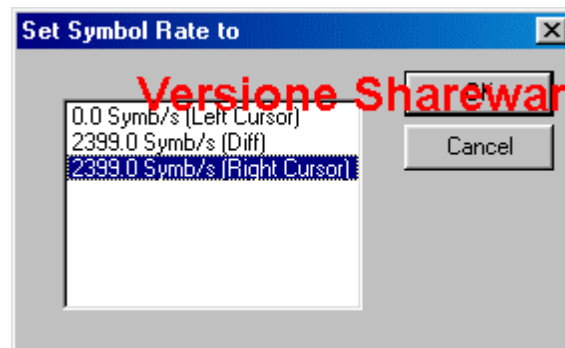 Set Symbol Rate to
Versione Sharewar
OK
0.0 Symb/s (Left Cursor)
2399.0 Symb/s (Diff)
2399.0 Symb/s (Right Cursor)
Cancel